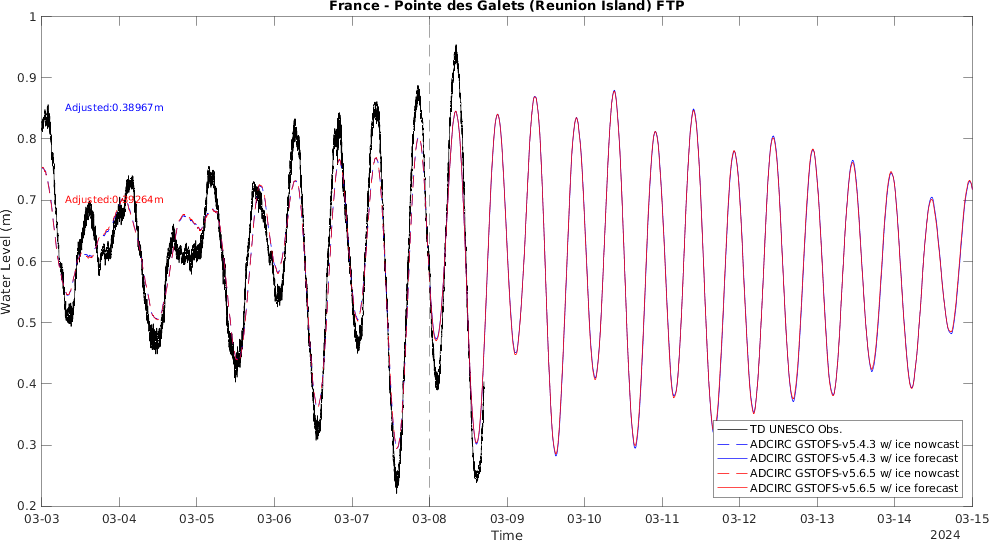 France - Pointe des Galets (Reunion Island) FTP
1
0.9
0.8
0.7
0.6
0.5
0.4
0.3
0.2
Water Level (m)
Adjusted:0.38967m
Adjusted:0.39264m
TD UNESCO Obs.
ADCIRC GSTOFS-v5.4.3 w/ ice nowcast
ADCIRC GSTOFS-v5.4.3 w/ ice forecast
ADCIRC GSTOFS-v5.6.5 w/ ice nowcast
ADCIRC GSTOFS-v5.6.5 w/ ice forecast
03-03 03-04 03-05 03-06 03-07 03-08 03-09 03-10 03-11 03-12 03-13 03-14 03-15
Time
2024